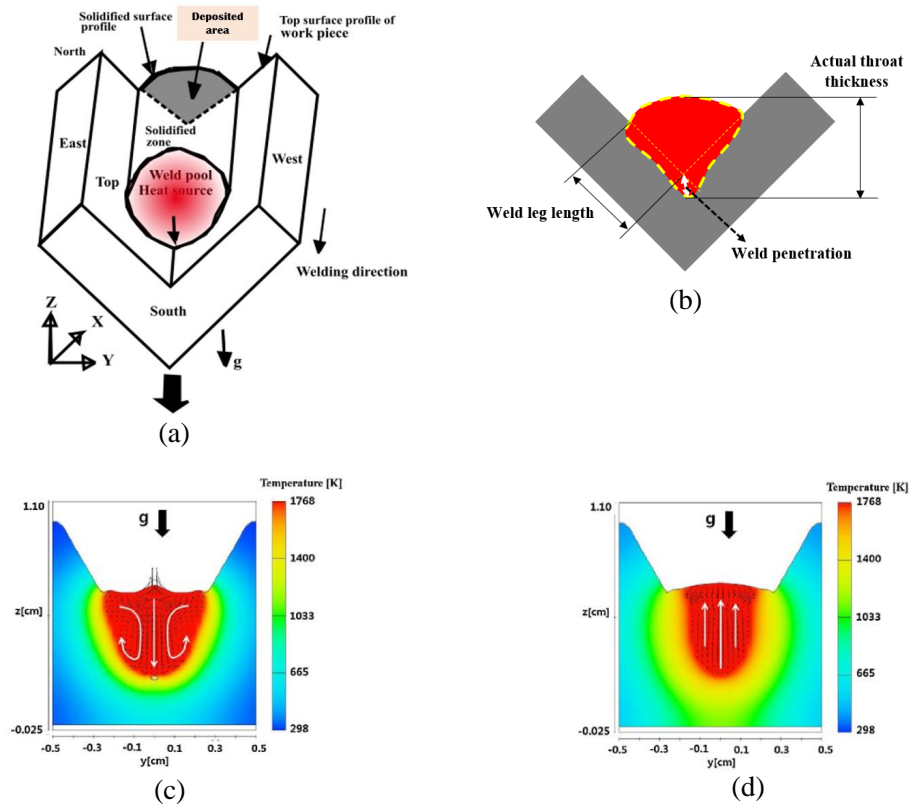 Solidified surface
profile
Deposited
area
Top surface profile of
work piece
North
Solidified
zone
East
West
Top
Weld pool
Heat source
Welding direction
South
Z
X
Y
g
(a)
Actual throat
thickness
Weld leg length
Weld penetration
(b)
Temperature [K]
1.10
g
1768
1400
z[cm]
1033
665
-0.025
298
-0.5
-0.3
-0.1
0.1
0.3
0.5
y[cm]
(c)
Temperature [K]
1.10
g
1768
1400
z[cm]
1033
665
-0.025
298
-0.5
-0.3
-0.1
0.1
0.3
0.5
y[cm]
(d)